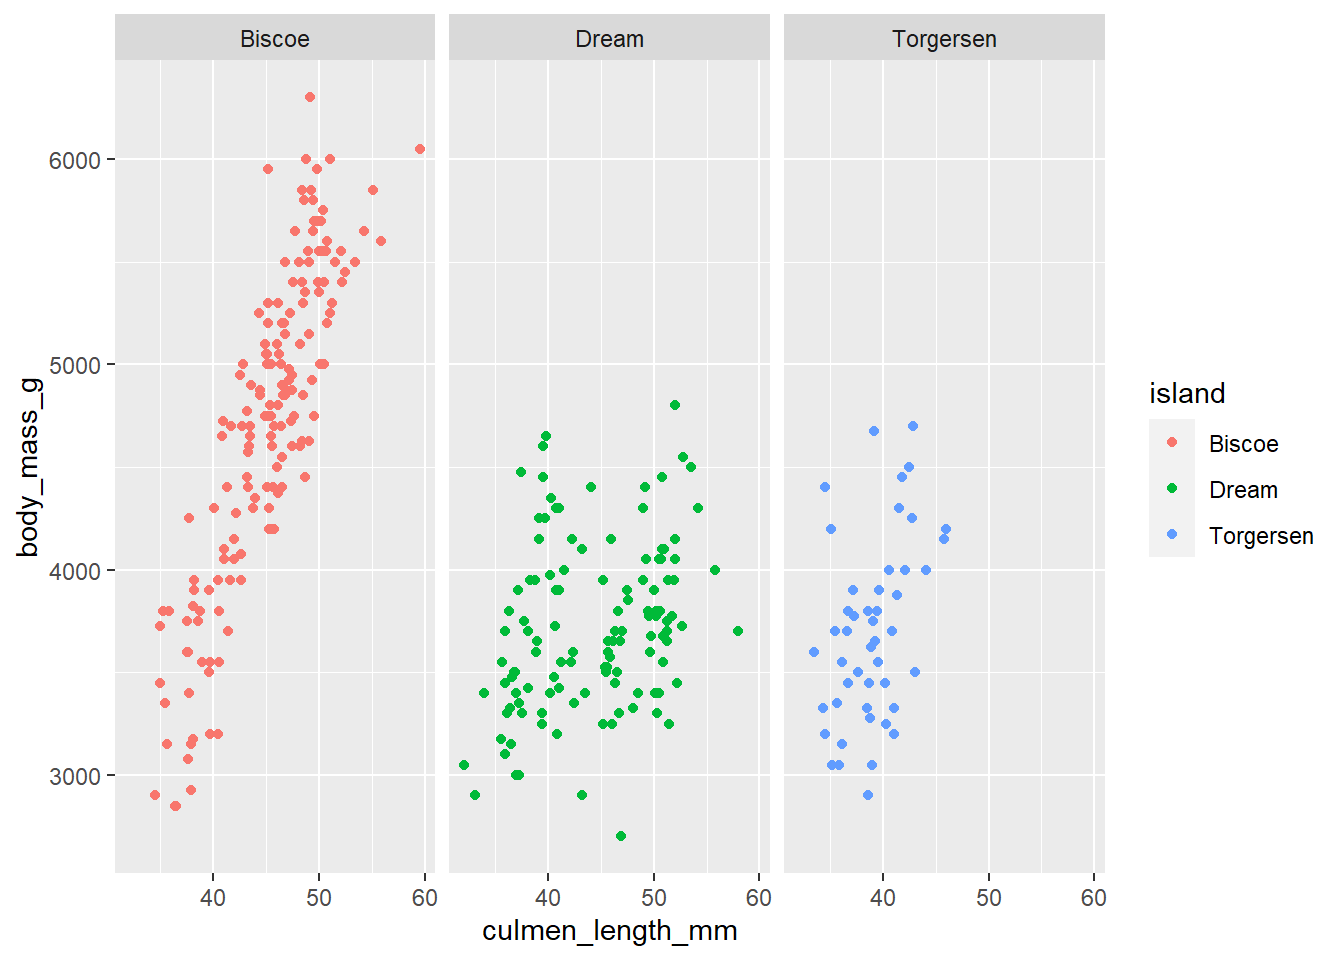 Biscoe Dream Torgersen
6000
5000
4000
3000
body_mass_g
40 50 60 40 50 60 40 50 60
culmen_length_mm
island
Biscoe
Dream
Torgersen